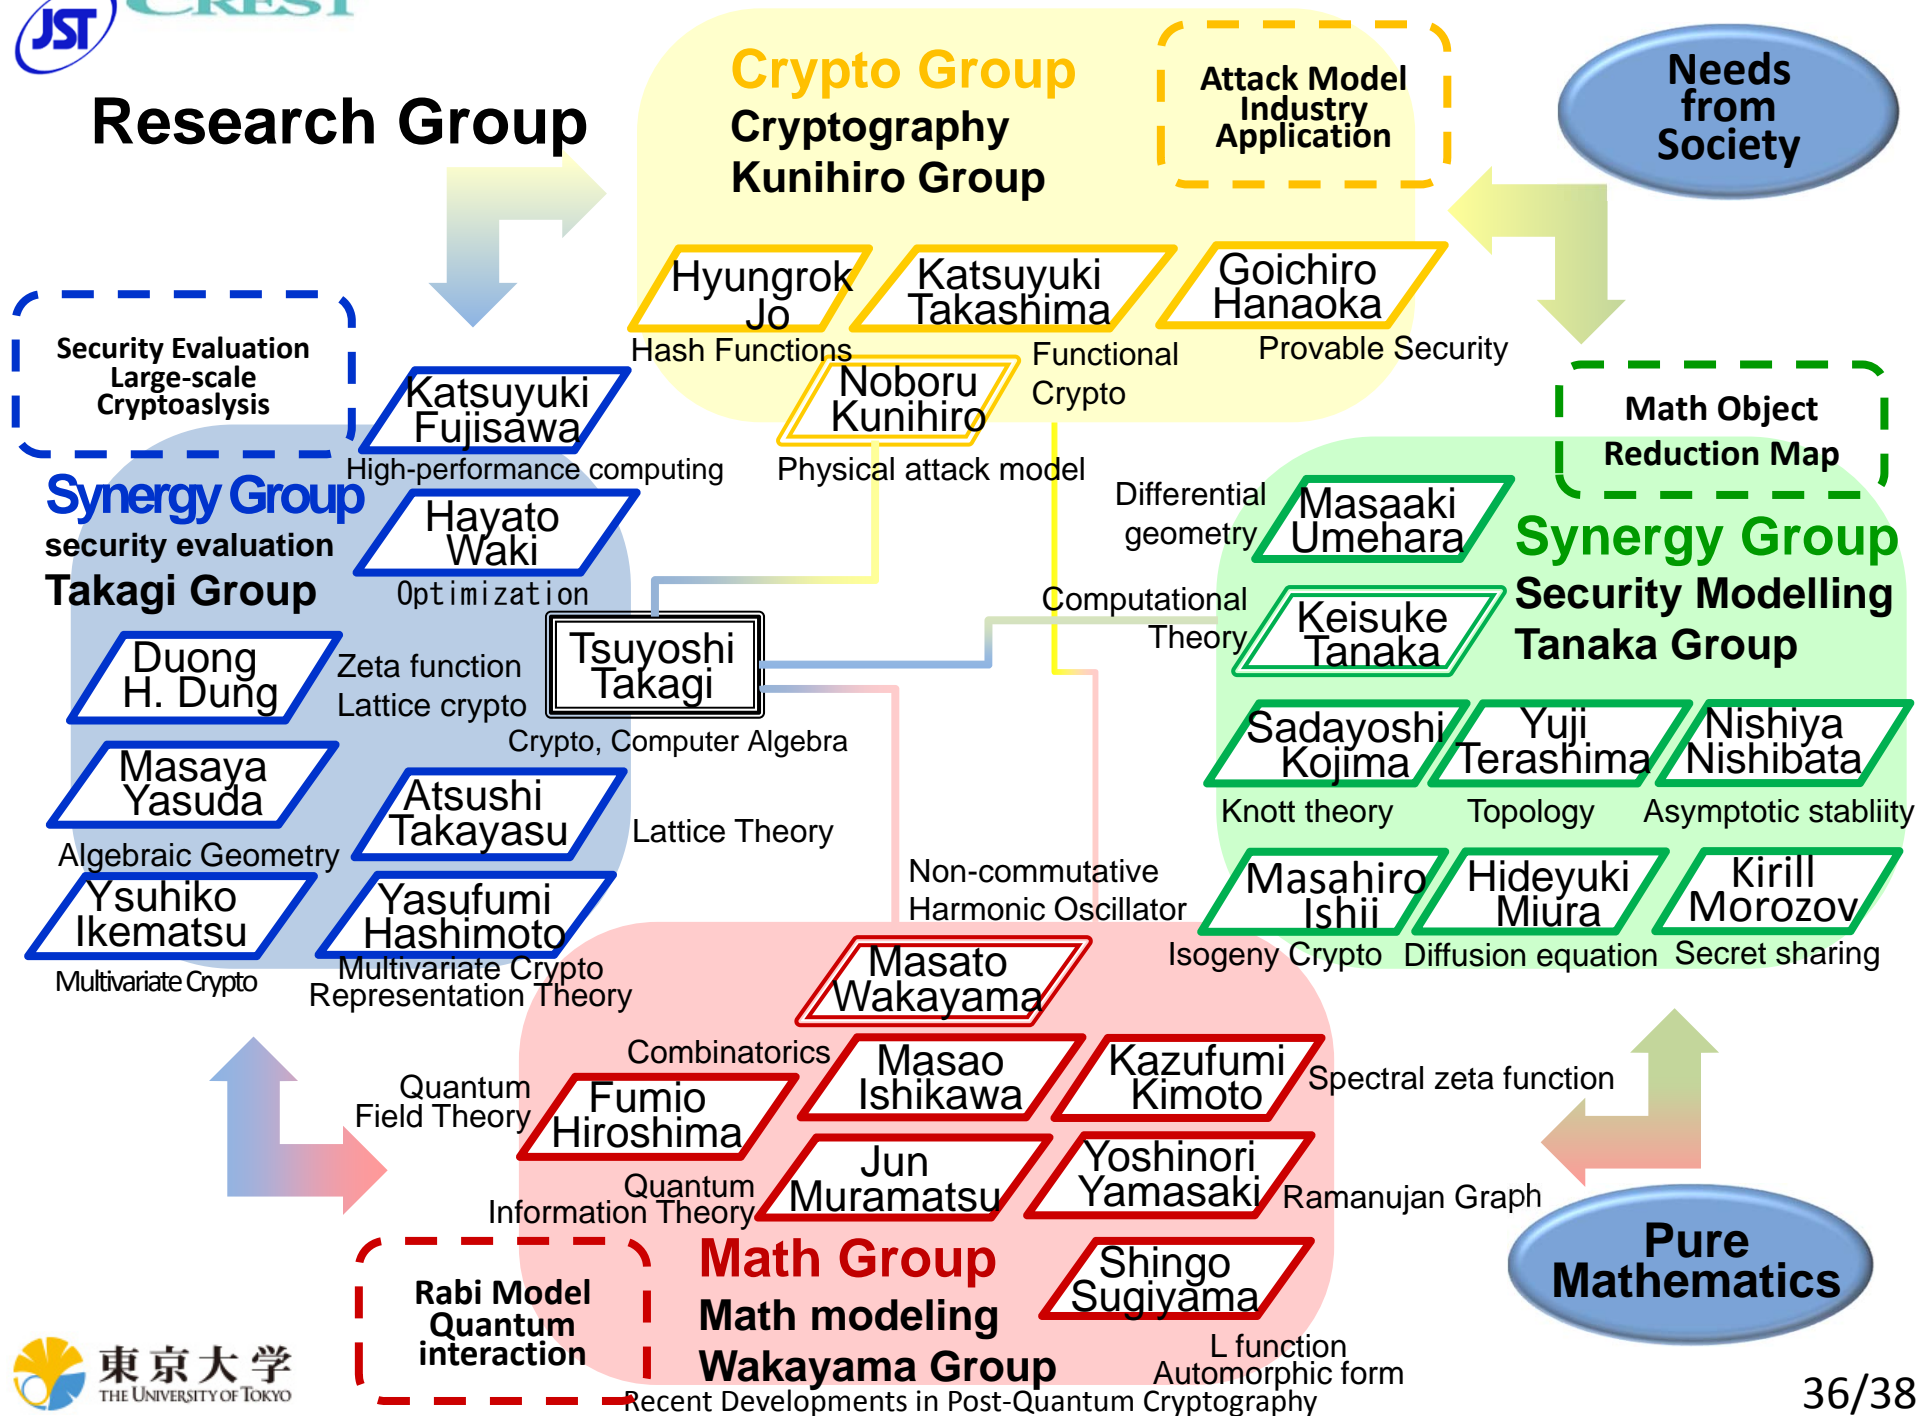 JST
CREST
Research Group
Crypto Group
Cryptography
Kunihiro Group
Attack Model
Industry
Application
Needs
from
Society
Hyungrok
Jo
Hash Functions
Katsuyuki
Takashima
Functional
Crypto
Goichiro
Hanaoka
Provable Security
Noboru
Kunihiro
Physical attack model
Security Evaluation
Large-scale
Cryptoaslysis
Katsuyuki
Fujisawa
High-performance computing
Synergy Group
security evaluation
Takagi Group
Hayato
Waki
Optimization
Duong
H. Dung
Zeta function
Lattice crypto
Tsuyoshi
Takagi
Crypto, Computer Algebra
Masaya
Yasuda
Algebraic Geometry
Atsushi
Takayasu
Lattice Theory
Ysuhiko
Ikematsu
Multivariate Crypto
Yasufumi
Hashimoto
Multivariate Crypto
Representation Theory
Math Object
Reduction Map
Differential
geometry
Masaaki
Umehara
Synergy Group
Security Modelling
Tanaka Group
Computational
Theory
Keisuke
Tanaka
Sadayoshi
Kojima
Knott theory
Yuji
Terashima
Topology
Nishiya
Nishibata
Asymptotic stabliity
Masahiro
Ishii
Isogeny Crypto
Hideyuki
Miura
Diffusion equation
Kirill
Morozov
Secret sharing
Non-commutative
Harmonic Oscillator
Masato
Wakayama
Combinatorics
Masao
Ishikawa
Kazufumi
Kimoto
Spectral zeta function
Quantum
Field Theory
Fumio
Hiroshima
Quantum
Information Theory
Jun
Muramatsu
Yoshinori
Yamasaki
Ramanujan Graph
Math Group
Math modeling
Wakayama Group
Shingo
Sugiyama
L function
Automorphic form
Rabi Model
Quantum
interaction
Pure
Mathematics
東京大学
THE UNIVERSITY OF TOKYO
Recent Developments in Post-Quantum Cryptography
36/38